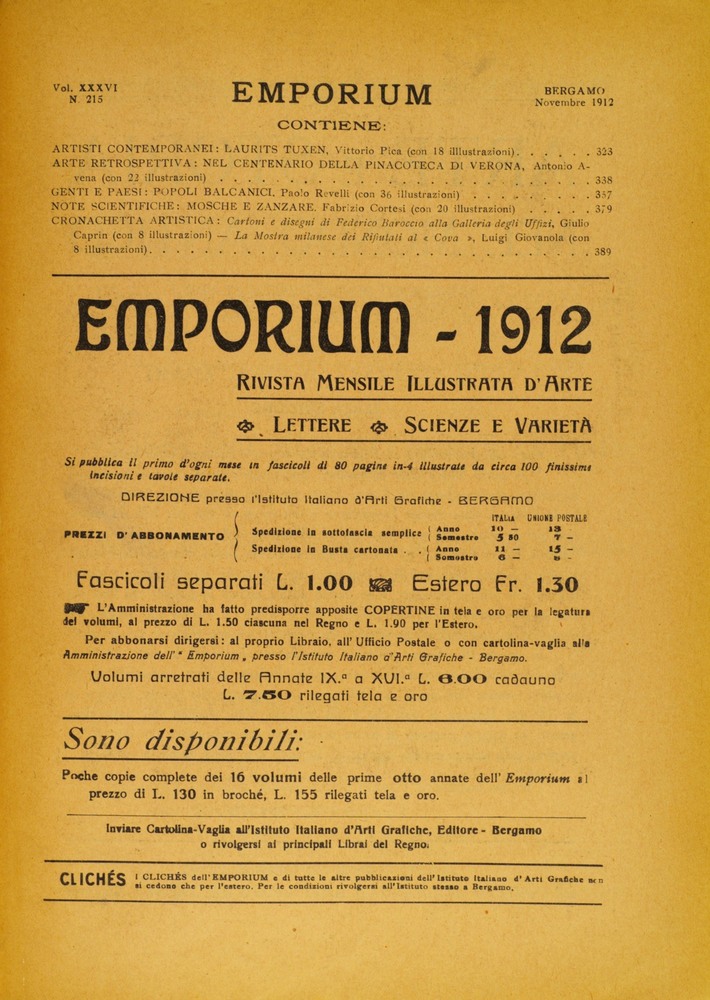 Vol. XXXVI
N. 215
EMPORIUM
BERGAMO
Novembre 1912
CONTIENE:
ARTISTI CONTEMPORANEI: LAURITS TUXEN, Vittorio Pica (con 18 illlustrazioni). . . . . . 323
ARTE RETROSPETTIVA: NEL CENTENARIO DELLA PINACOTECA DI VERONA, Antonio A-
vena (con 22 illustrazioni) . . . . . . . . . . . . . . . . . . . . . . . . 338
GENTI E PAESI: POPOLI BALCANICI, Paolo Revelli (con 36 illustrazioni) . . . . . . . . 357
NOTE SCIENTIFICHE: MOSCHE E ZANZARE, Fabrizio Cortesi (con 20 illustrazioni) . . . . . 379
CRONACHETTA ARTISTICA: Cartoni e disegni di Federico Baroccio alla Galleria degli Uffizi, Giulio
Caprin (con 8 illustrazioni) — La Mostra milanese dei Rifiutati al « Cova », Luigi Giovanola (con
8 illustrazioni). . . . . . . . . . . . . . . . . . . . . . . . . . . . . 389
EMPORIUM - 1912
RIVISTA MENSILE ILLUSTRATA D'ARTE
LETTERE SCIENZE E VARIETÀ
Si pubblica il primo d'ogni mese in fascicoli di 80 pagine in-4 illustrate da circa 100 finissime
incisioni e tavole separate.
DIREZIONE presso l'Istituto Italiano d'Arti Grafiche - BERGAMO
ITALIA UNIONE POSTALE
PREZZI D'ABBONAMENTO
Spedizione in sottofascia semplice ( Anno 10 — 13 —
( Semestre 5 50 7 —
Spedizione in Busta cartonata . . ( Anno 11 — 15 —
( Semestre 6 —
Fascicoli separati L. 1.00 Estero Fr. 1.30
L'Amministrazione ha fatto predisporre apposite COPERTINE in tela e oro per la legatura
dei volumi, al prezzo di L. 1.50 ciascuna nel Regno e L. 1.90 per l'Estero.
Per abbonarsi dirigersi: al proprio Libraio, all'Ufficio Postale o con cartolina-vaglia alla
Amministrazione dell'" Emporium „ presso l'Istituto Italiano d'Arti Grafiche - Bergamo.
Volumi arretrati delle Annate IX.ª a XVI.ª L. 6.00 cadauno
L. 7.50 rilegati tela e oro
Sono disponibili:
Poche copie complete dei 16 volumi delle prime otto annate dell' Emporium al
prezzo di L. 130 in broché, L. 155 rilegati tela e oro.
Inviare Cartolina-Vaglia all'Istituto Italiano d'Arti Grafiche, Editore - Bergamo
o rivolgersi ai principali Librai del Regno.
CLICHÉS I CLICHÉS dell'EMPORIUM e di tutte le altre pubblicazioni dell'Istituto Italiano d'Arti Grafiche non
si cedono che per l'estero. Per le condizioni rivolgersi all'Istituto stesso a Bergamo.